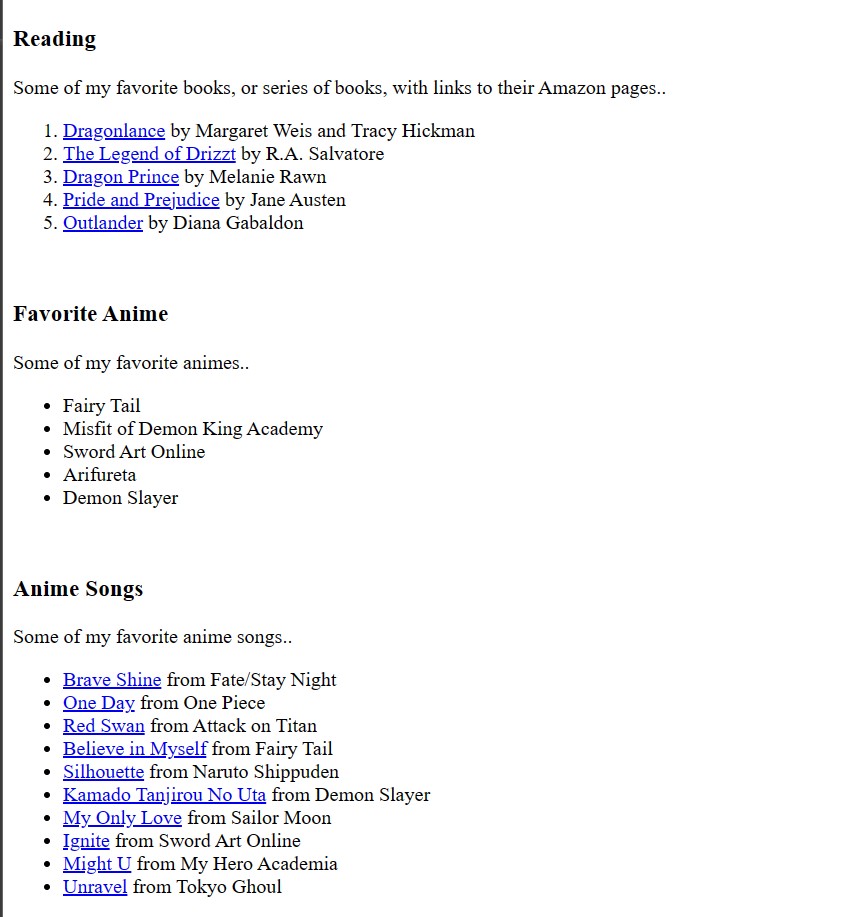 Reading
Some of my favorite books, or series of books, with links to their Amazon pages..
1. Dragonlance by Margaret Weis and Tracy Hickman
2. The Legend of Drizzt by R.A. Salvatore
3. Dragon Prince by Melanie Rawn
4. Pride and Prejudice by Jane Austen
5. Outlander by Diana Gabaldon
Favorite Anime
Some of my favorite animes..
• Fairy Tail
• Misfit of Demon King Academy
• Sword Art Online
• Arifureta
• Demon Slayer
Anime Songs
Some of my favorite anime songs..
• Brave Shine from Fate/Stay Night
• One Day from One Piece
• Red Swan from Attack on Titan
• Believe in Myself from Fairy Tail
• Silhouette from Naruto Shippuden
• Kamado Tanjirou No Uta from Demon Slayer
• My Only Love from Sailor Moon
• Ignite from Sword Art Online
• Might U from My Hero Academia
• Unravel from Tokyo Ghoul